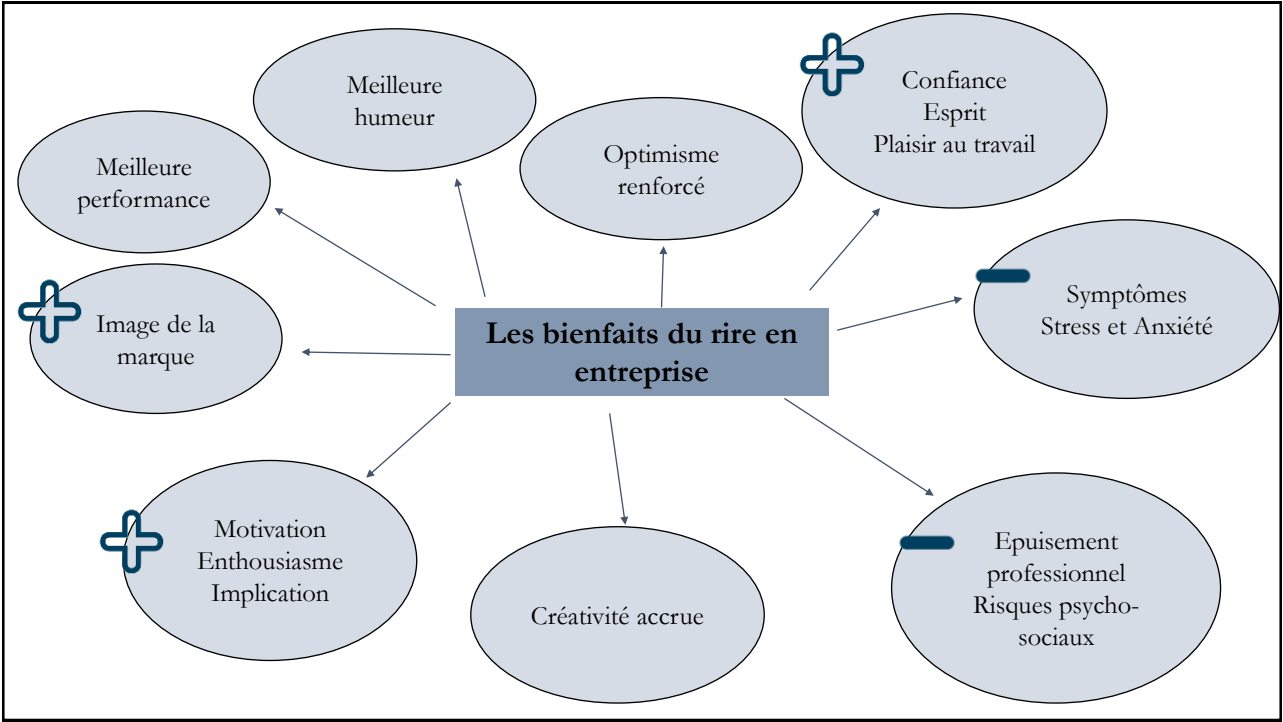 Meilleure
humeur
Confiance
Esprit
Plaisir au travail
Optimisme
renforcé
Meilleure
performance
Symptômes
Stress et Anxiété
Image de la
marque
Les bienfaits du rire en
entreprise
Motivation
Enthousiasme
Implication
Créativité accrue
Epuisement
professionnel
Risques psycho-
sociaux